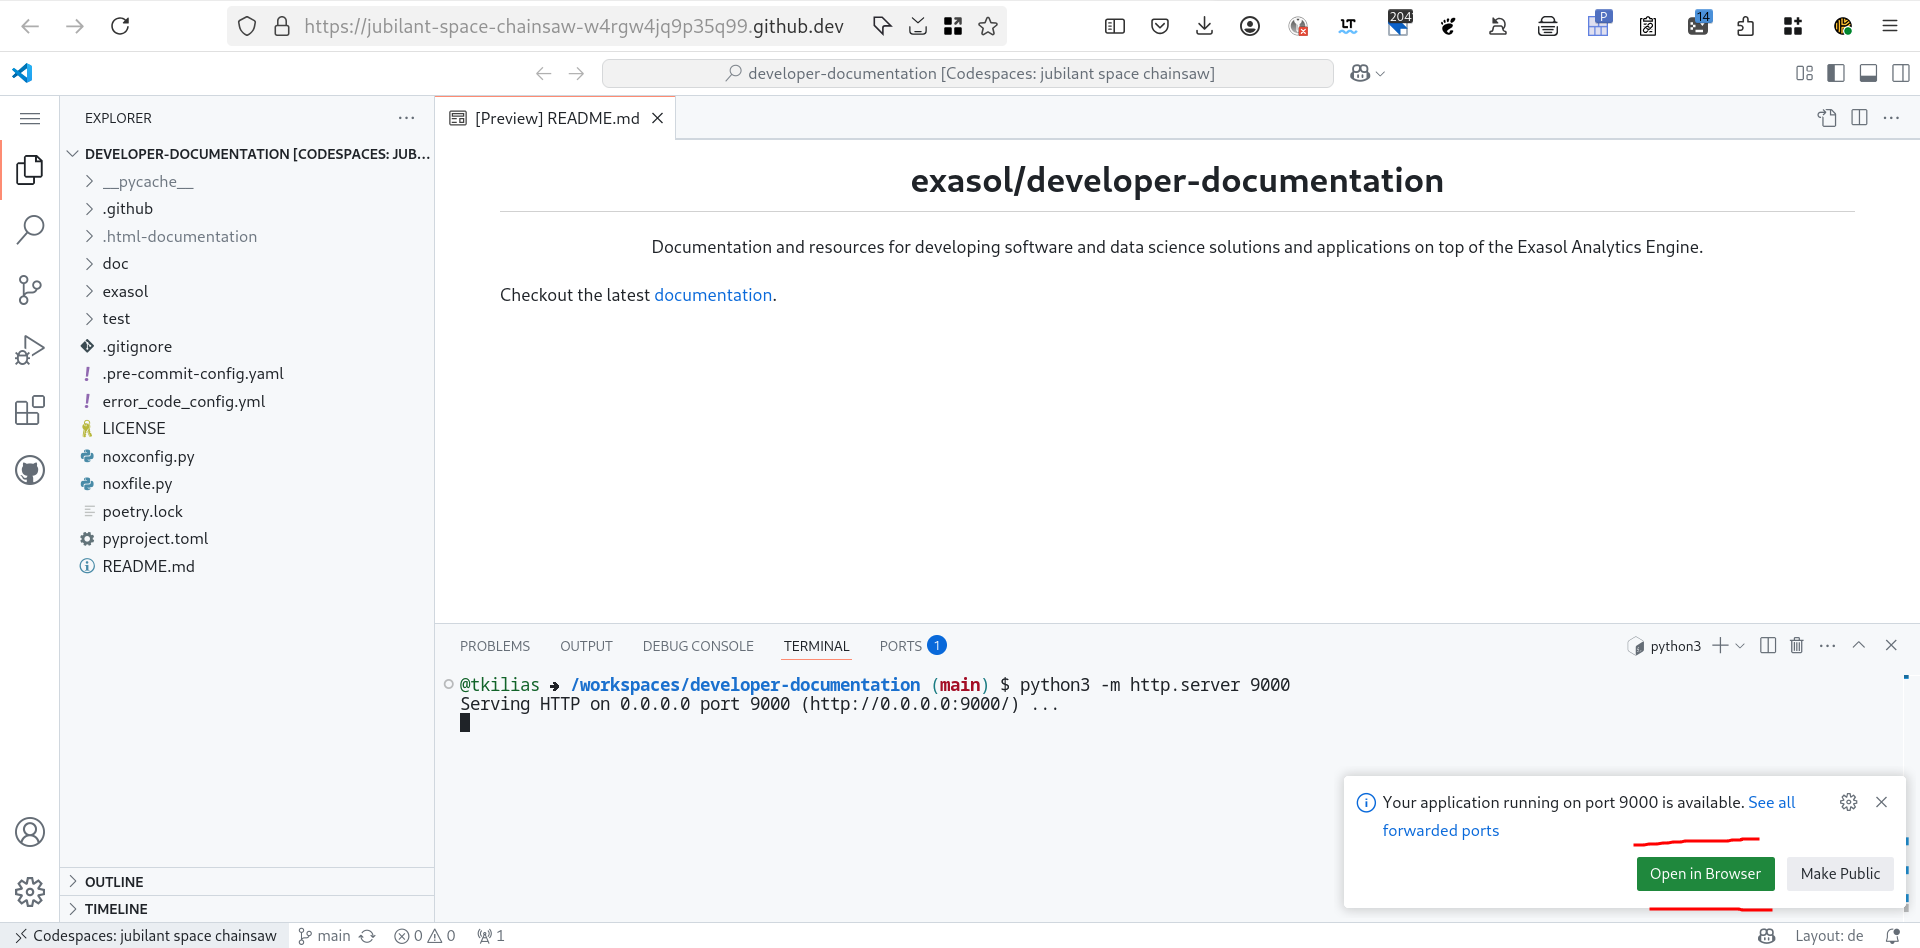 https://jubilant-space-chainsaw-w4rgw4jq9p35q99.github.dev
LT
204
P
14
developer-documentation [Codespaces: jubilant space chainsaw]
EXPLORER
[Preview] README.md
DEVELOPER-DOCUMENTATION [CODESPACES: JUB...
__pycache__
.github
.html-documentation
doc
exasol
test
.gitignore
.pre-commit-config.yaml
error_code_config.yml
LICENSE
noxconfig.py
noxfile.py
poetry.lock
pyproject.toml
README.md
OUTLINE
TIMELINE
exasol/developer-documentation
Documentation and resources for developing software and data science solutions and applications on top of the Exasol Analytics Engine.
Checkout the latest documentation.
PROBLEMS OUTPUT DEBUG CONSOLE TERMINAL PORTS 1
python3
@tkilias ➜ /workspaces/developer-documentation (main) $ python3 -m http.server 9000
Serving HTTP on 0.0.0.0 port 9000 (http://0.0.0.0:9000/) ...
Your application running on port 9000 is available. See all
forwarded ports
Open in Browser
Make Public
Codespaces: jubilant space chainsaw main 0 0 1
Layout: de